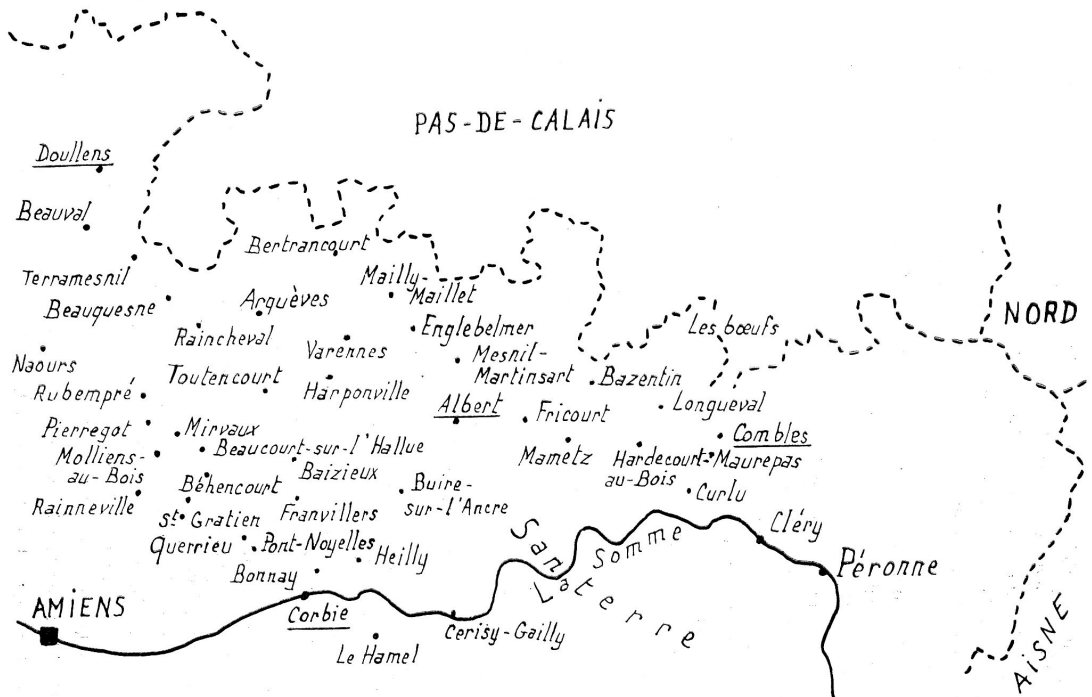 PAS-DE-CALAIS
Doullens
Beauval
Bertrancourt
Terramesnil
Mailly-
Maillet
Beauquesne
Arquèves
NORD
Raincheval
Englebelmer
Les bœufs
Varennes
Naours
Mesnil-
Martinsart
Toutencourt
Bazentin
Rubempré
Harponville
Albert
Fricourt
Longueval
Pierregot
Mirvaux
Combles
Beaucourt-sur-l'Hallue
Molliens-
au-Bois
Mametz
Hardecourt-
au-Bois
Maurepas
Baizieux
Béhencourt
Buire-
sur-l'Ancre
Curlu
Rainneville
St-Gratien
Franvillers
Querrieu
Pont-Noyelles
Heilly
Somme
Cléry
Bonnay
Péronne
San
Laterre
AMiENS
Corbie
Cerisy-Gailly
Le Hamel
AiSNE